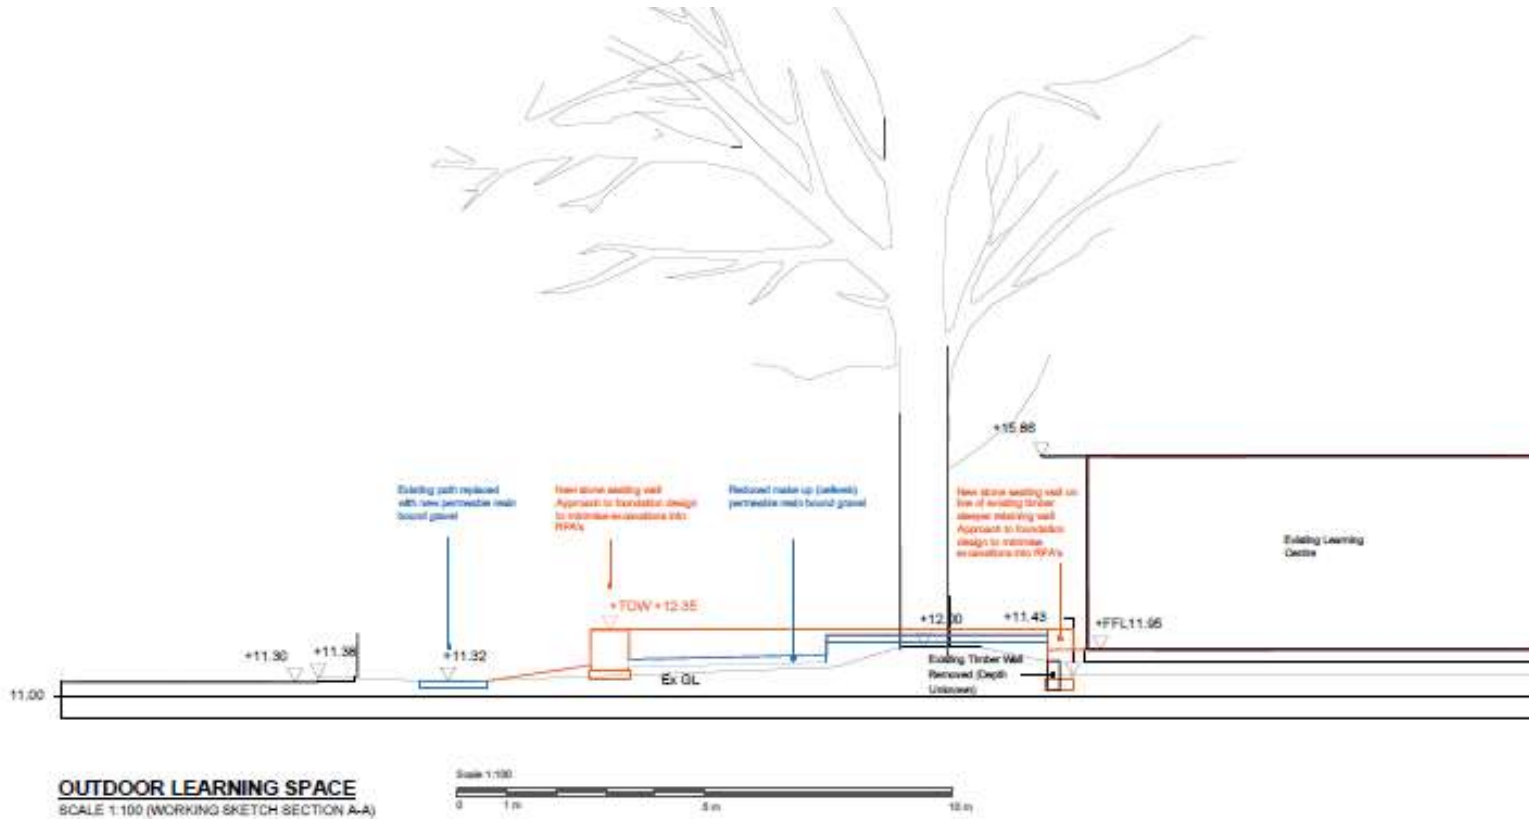 +15.86
Existing path replaced
with new permeable resin
bound gravel
New stone seating wall
Approach to foundation design
to minimise excavations into
RPA's
Reduced make up (cellweb)
permeable resin bound gravel
New stone seating wall on
line of existing timber
sleeper retaining wall
Approach to foundation
design to minimise
excavations into RPA's
Existing Learning
Centre
+TOW +12.35
+12.00
+11.43
+FFL11.95
+11.30
+11.38
+11.32
Ex GL
Existing Timber Wall
Removed (Depth
Unknown)
11.00
OUTDOOR LEARNING SPACE
SCALE 1:100 (WORKING SKETCH SECTION A-A)
Scale 1:100
0 1 m 5 m 10 m